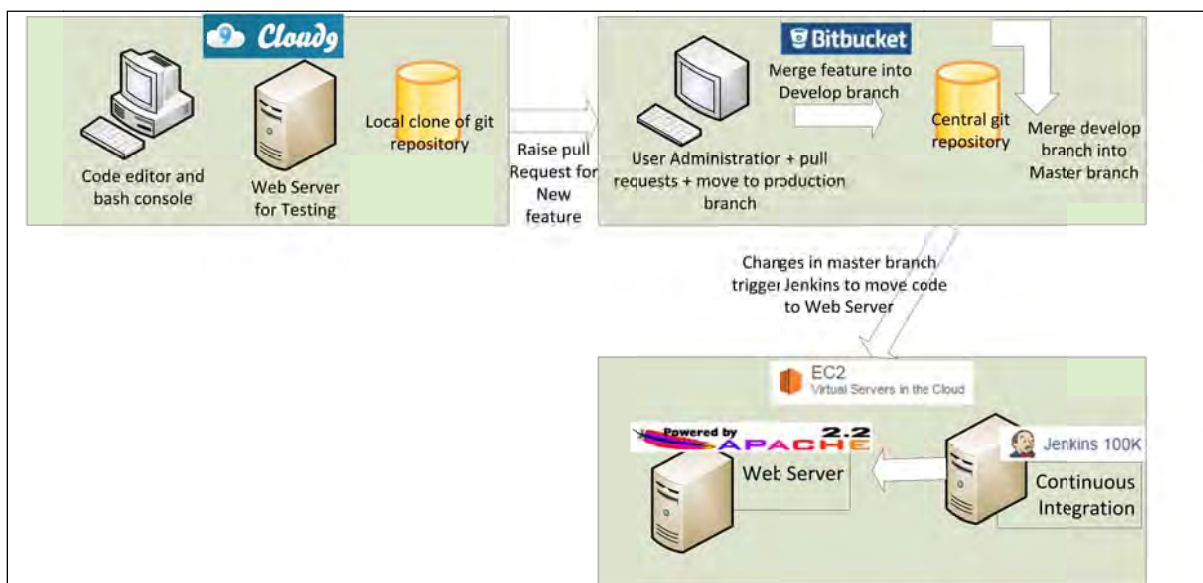 9 Cloud9
Code editor and
bash console
Web Server
for Testing
Local clone of git
repository
Raise pull
Request for
New
feature
Bitbucket
Merge feature into
Develop branch
User Administration + pull
requests + move to production
branch
Central git
repository
Merge develop
branch into
Master branch
Changes in master branch
trigger Jenkins to move code
to Web Server
EC2
Virtual Servers in the Cloud
Powered by
APACHE
2.2
Web Server
Jenkins 100K
Continuous
Integration